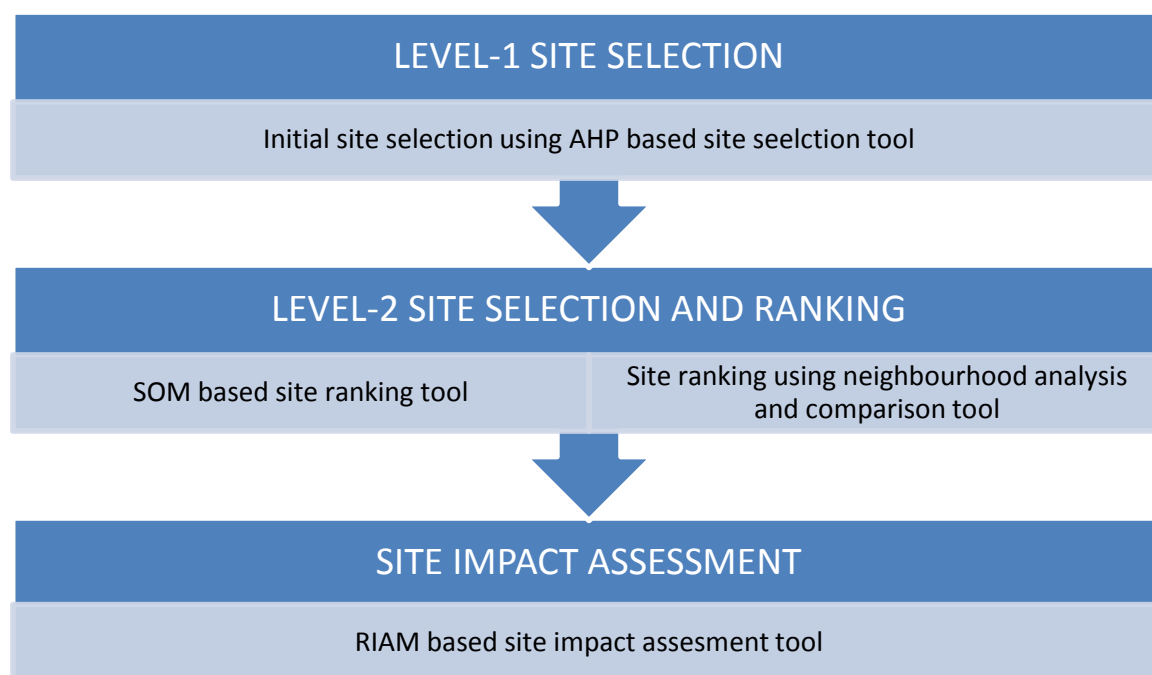 LEVEL-1 SITE SELECTION
Initial site selection using AHP based site seelction tool
LEVEL-2 SITE SELECTION AND RANKING
SOM based site ranking tool
Site ranking using neighbourhood analysis
and comparison tool
SITE IMPACT ASSESSMENT
RIAM based site impact assesment tool